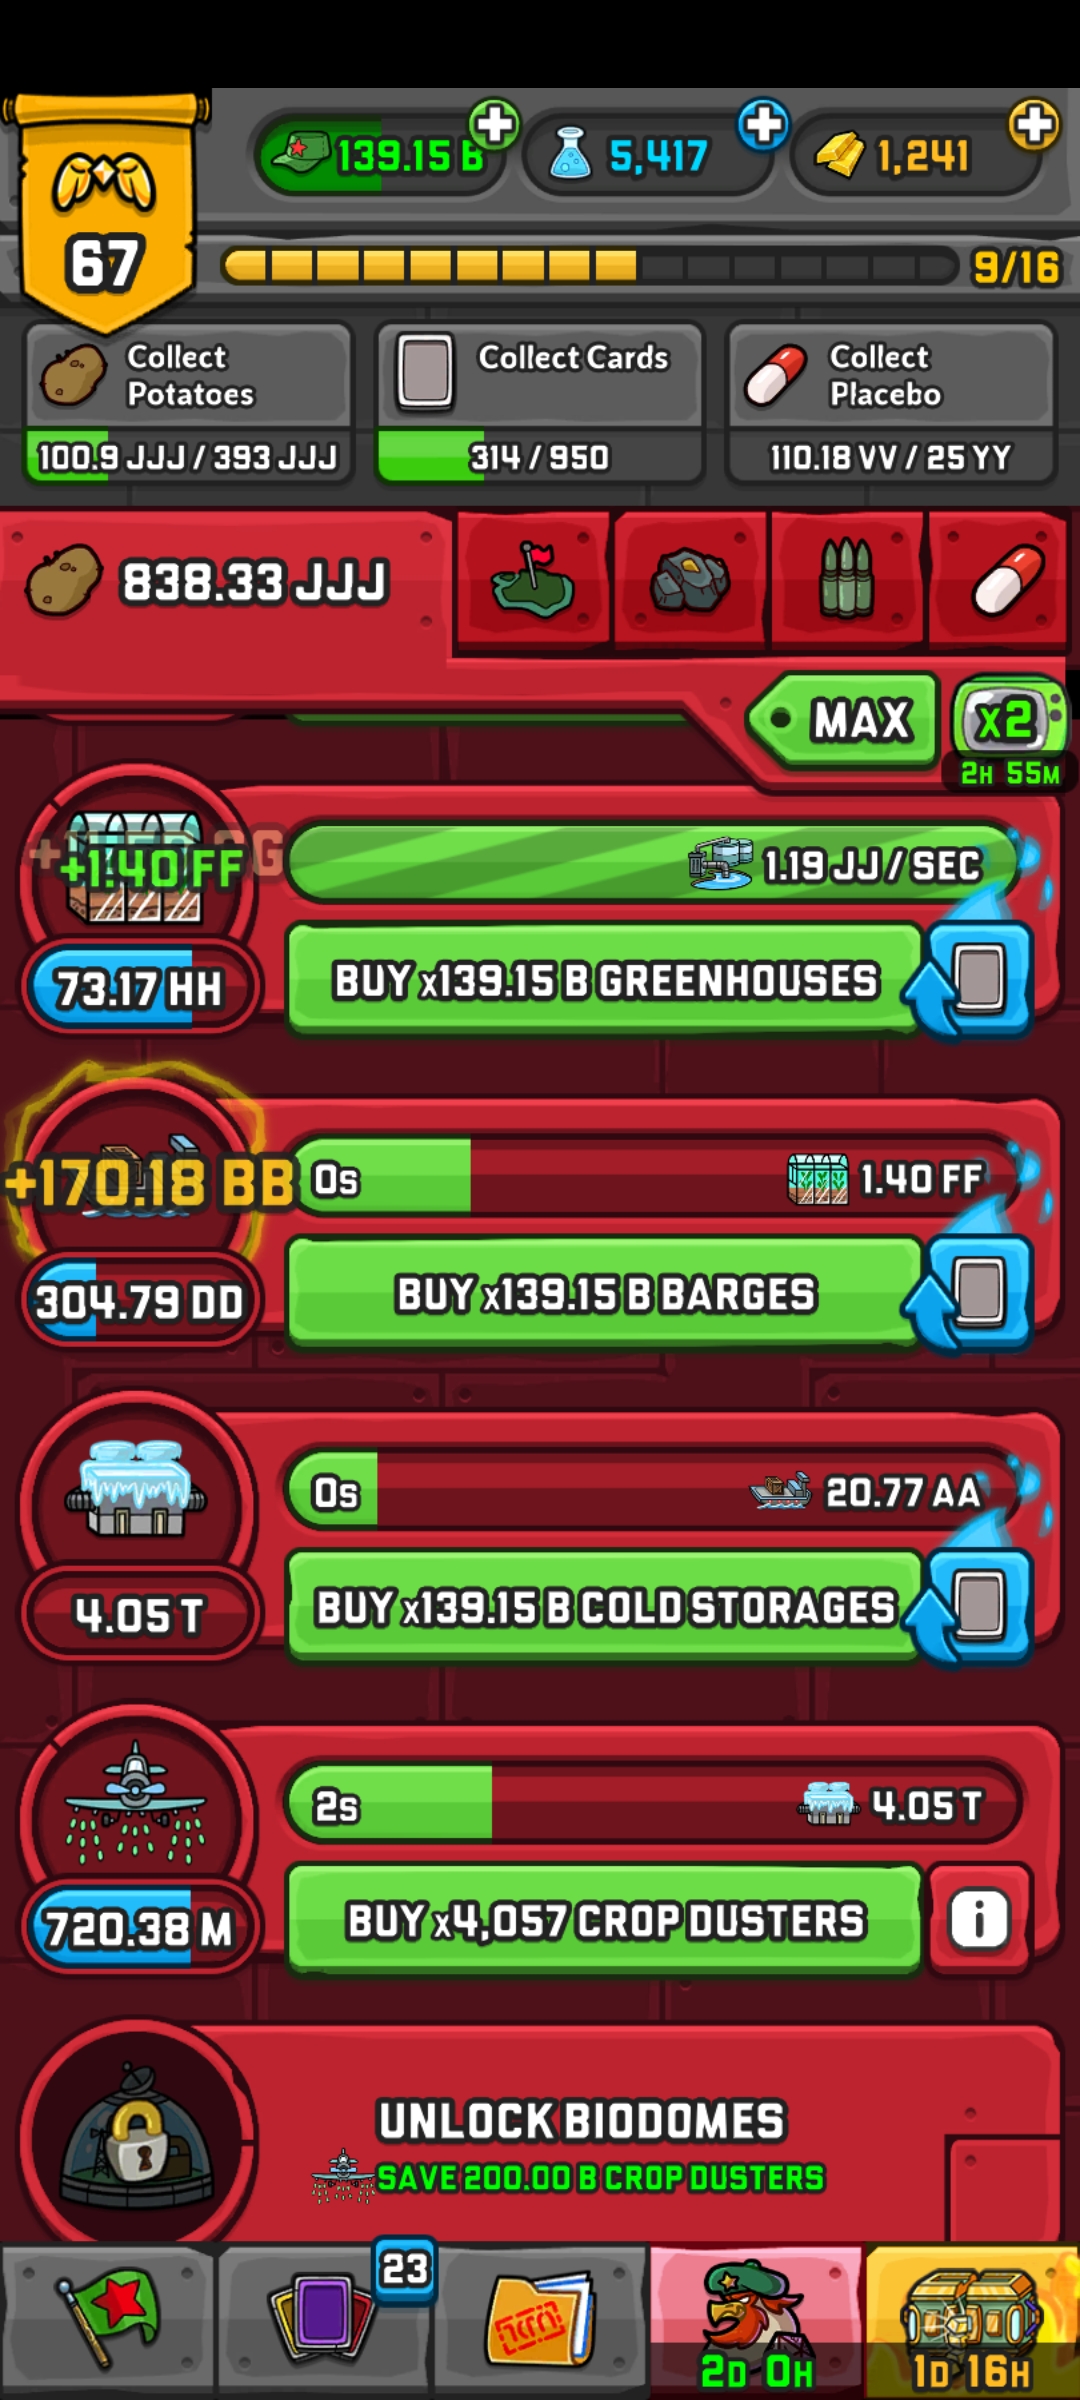 139.15 B
5,417
1,241
67
9/16
Collect
Potatoes
100.9 JJJ / 393 JJJ
Collect Cards
314 / 950
Collect
Placebo
110.18 VV / 25 YY
838.33 JJJ
MAX
x2
2H 55M
+1.40 FF
1.19 JJ / SEC
73.17 HH
BUY x139.15 B GREENHOUSES
+170.18 BB
0s
1.40 FF
304.79 DD
BUY x139.15 B BARGES
0s
20.77 AA
4.05 T
BUY x139.15 B COLD STORAGES
2s
4.05 T
720.38 M
BUY x4,057 CROP DUSTERS
i
UNLOCK BIODOMES
SAVE 200.00 B CROP DUSTERS
23
2D 0H
1D 16H